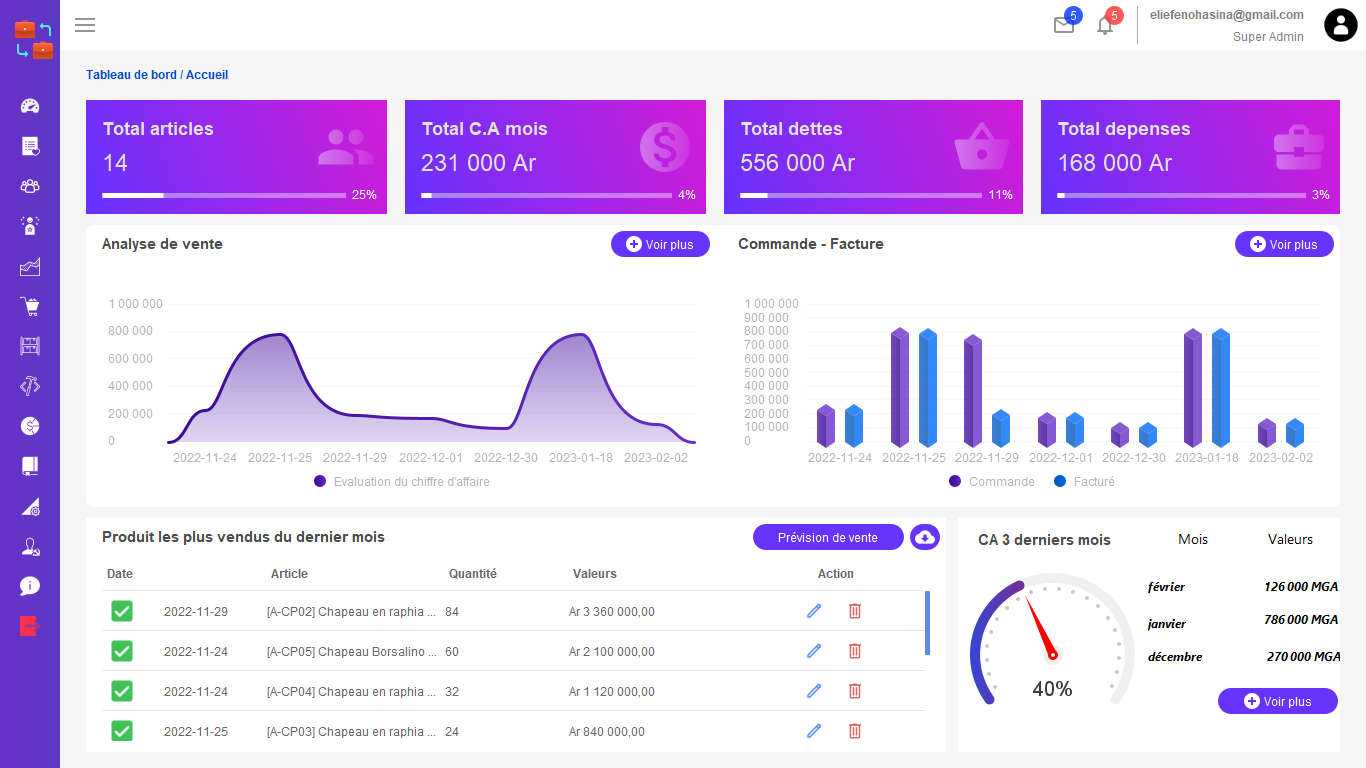 5
5
eliefenohasina@gmail.com
Super Admin
Tableau de bord / Accueil
Total articles
14
25%
Total C.A mois
231 000 Ar
4%
Total dettes
556 000 Ar
11%
Total depenses
168 000 Ar
3%
Analyse de vente
Voir plus
1 000 000
800 000
600 000
400 000
200 000
0
2022-11-24 2022-11-25 2022-11-29 2022-12-01 2022-12-30 2023-01-18 2023-02-02
Evaluation du chiffre d'affaire
Commande - Facture
Voir plus
1 000 000
900 000
800 000
700 000
600 000
500 000
400 000
300 000
200 000
100 000
0
2022-11-24 2022-11-25 2022-11-29 2022-12-01 2022-12-30 2023-01-18 2023-02-02
Commande Facturé
Produit les plus vendus du dernier mois
Prévision de vente
Date Article Quantité Valeurs Action
2022-11-29 [A-CP02] Chapeau en raphia ... 84 Ar 3 360 000,00
2022-11-24 [A-CP05] Chapeau Borsalino ... 60 Ar 2 100 000,00
2022-11-24 [A-CP04] Chapeau en raphia ... 32 Ar 1 120 000,00
2022-11-25 [A-CP03] Chapeau en raphia ... 24 Ar 840 000,00
CA 3 derniers mois
Mois Valeurs
40%
février 126 000 MGA
janvier 786 000 MGA
décembre 270 000 MGA
Voir plus